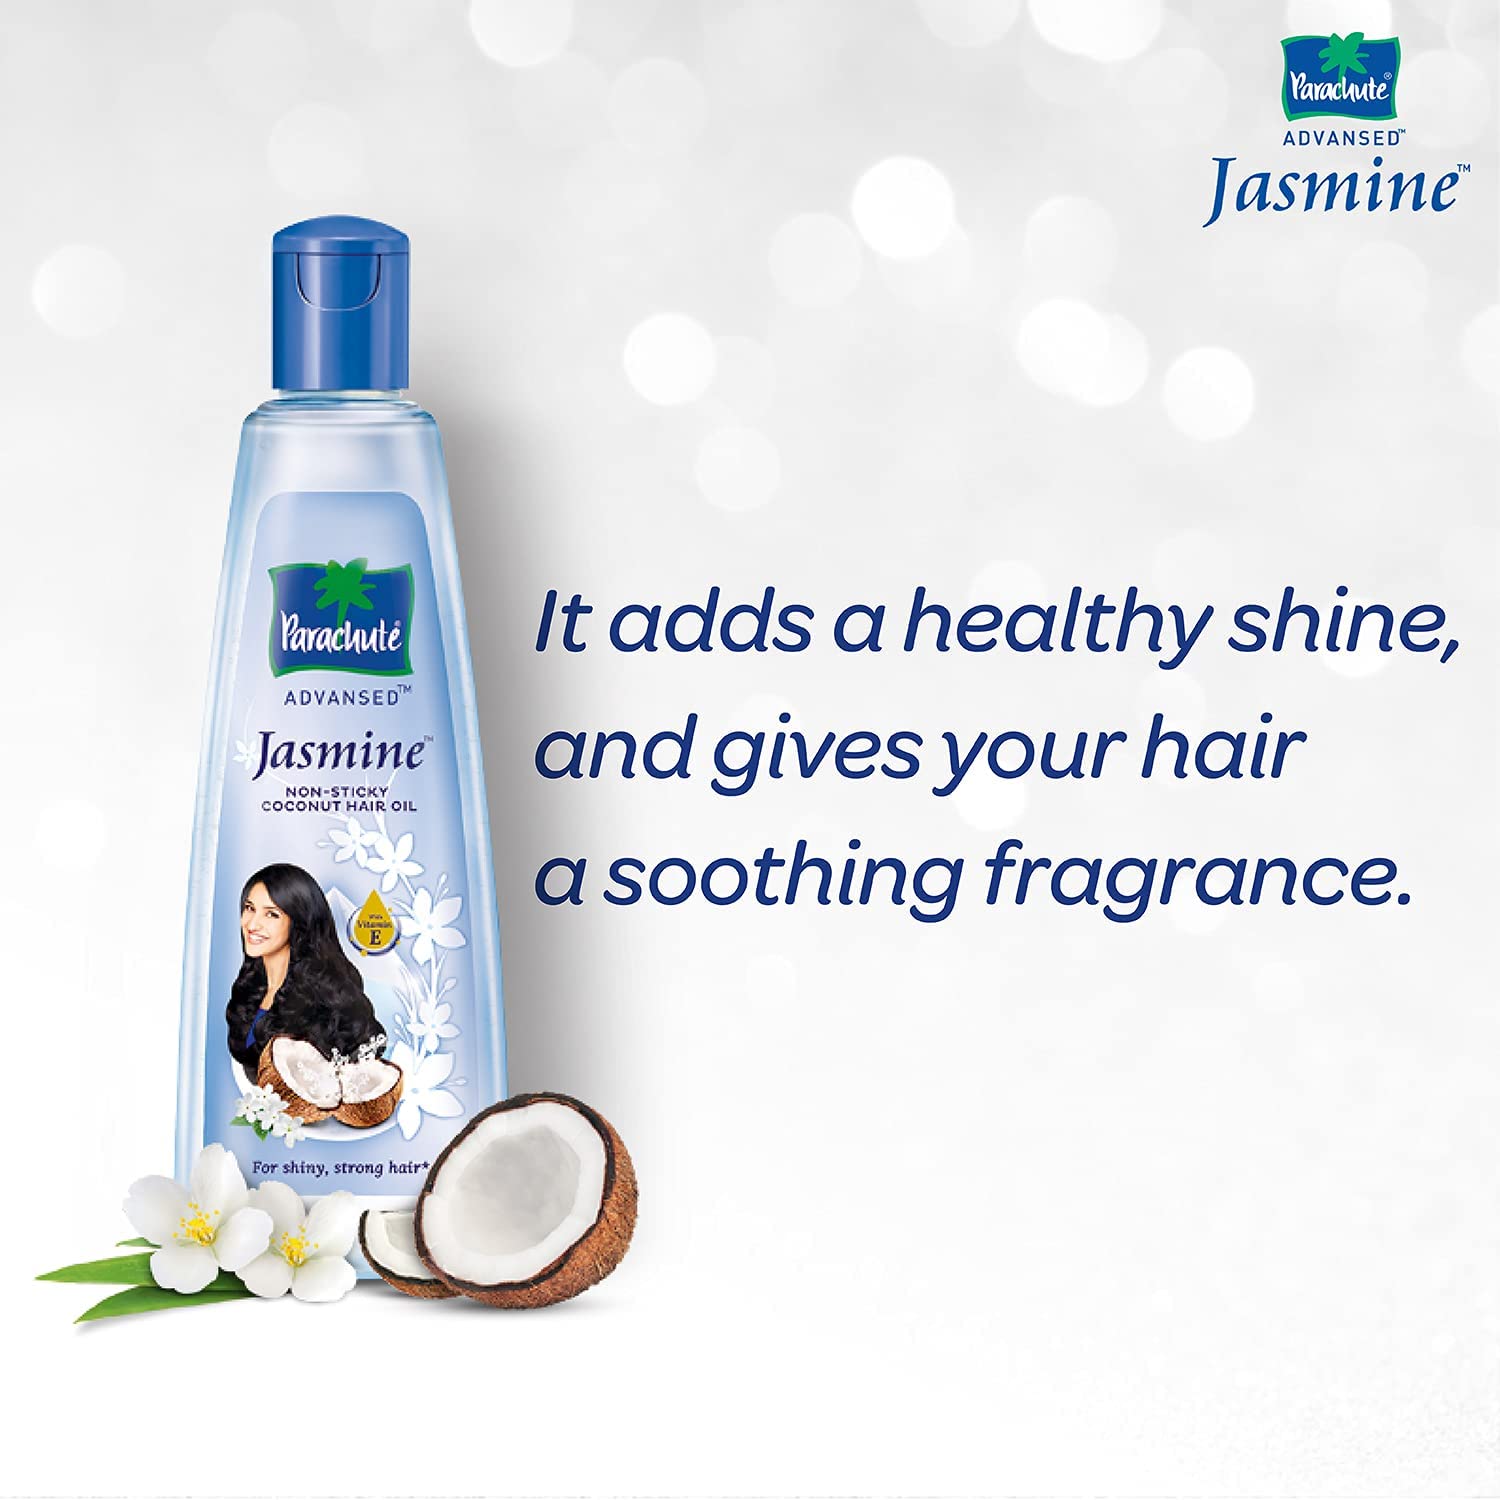 Parachute®
ADVANSED™
Jasmine™
Parachute®
ADVANSED™
Jasmine™
NON-STICKY
COCONUT HAIR OIL
With
Vitamin
E
For shiny, strong hair*
It adds a healthy shine,
and gives your hair
a soothing fragrance.